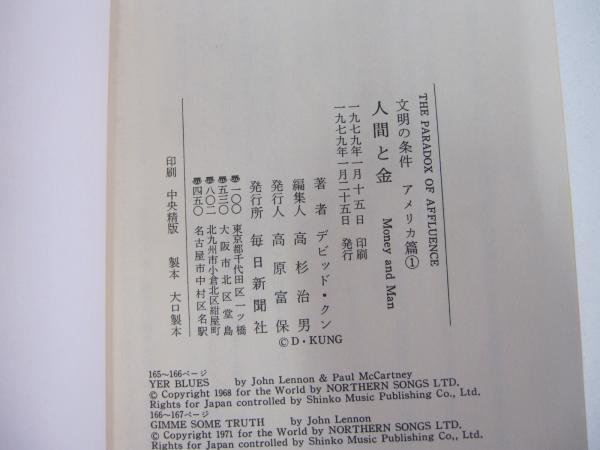 THE PARADOX OF AFFLUENCE
文明の条件 アメリカ篇①
人間と金 Money and Man
一九七九年一月十五日 印刷
一九七九年一月二十五日 発行
著者 デビッド・クン
編集人 高杉治男
発行人 高原富保
発行所 毎日新聞社
〠一〇〇 東京都千代田区一ツ橋
〠五三〇 大阪市北区堂島
〠八〇二 北九州市小倉北区紺屋町
〠四五〇 名古屋市中村区名駅
印刷 中央精版 製本 大口製本
©D・KUNG
165〜166ページ
YER BLUES by John Lennon & Paul McCartney
© Copyright 1968 for the World by NORTHERN SONGS LTD.
Rights for Japan controlled by Shinko Music Publishing Co., Ltd.
166〜167ページ
GIMME SOME TRUTH by John Lennon
© Copyright 1971 for the World by NORTHERN SONGS LTD.
Rights for Japan controlled by Shinko Music Publishing Co,, Ltd.